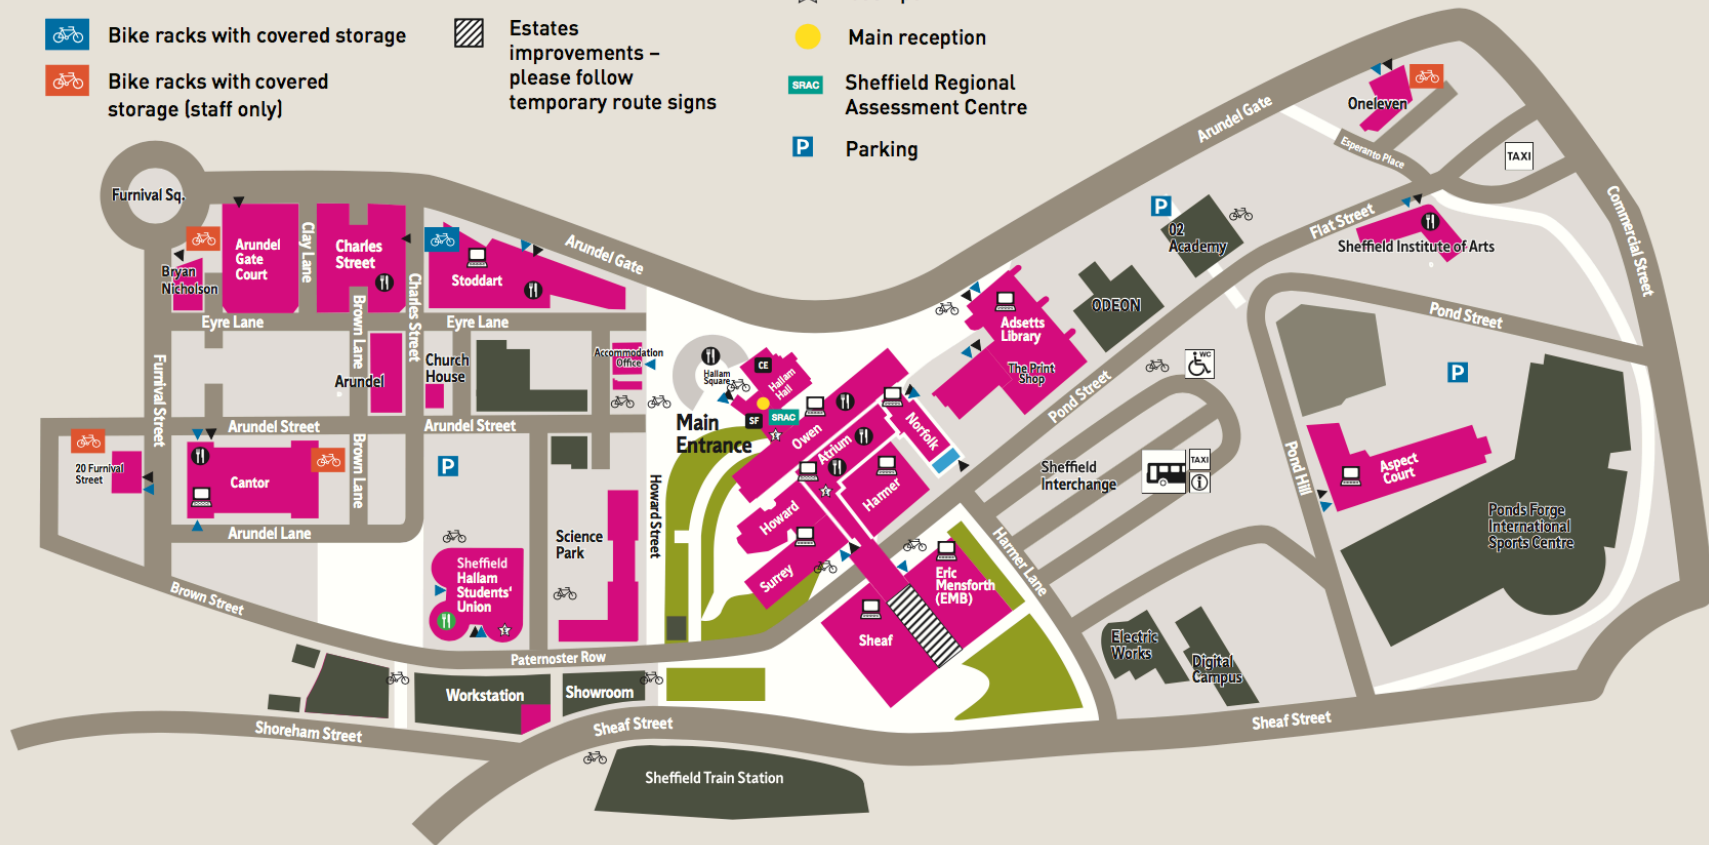 Bike racks with covered storage
Bike racks with covered
storage (staff only)
Estates
improvements –
please follow
temporary route signs
Main reception
SRAC
Sheffield Regional
Assessment Centre
P
Parking
Furnival Sq.
Arundel
Gate
Court
Clay Lane
Charles
Street
Bryan
Nicholson
Stoddart
Arundel Gate
Eyre Lane
Brown Lane
Charles Street
Eyre Lane
Furnival Street
Arundel
Church
House
Accommodation
Office
Hallam
Square
CE
Hallam
Hall
SF
SRAC
Main
Entrance
Arundel Street
Arundel Street
20 Furnival
Street
Cantor
Brown Lane
P
Arundel Lane
Howard Street
Science
Park
Sheffield
Hallam
Students'
Union
Brown Street
Paternoster Row
Workstation
Showroom
Shoreham Street
Sheaf Street
Sheffield Train Station
Owen
Atrium
Norfolk
Harmer
Howard
Surrey
Sheaf
Eric
Mensforth
(EMB)
Adsetts
Library
The Print
Shop
ODEON
P
O2
Academy
Arundel Gate
Oneleven
Esperanto Place
TAXI
Flat Street
Sheffield Institute of Arts
Commercial Street
Pond Street
Pond Street
WC
P
Sheffield
Interchange
TAXI
i
Harmer Lane
Pond Hill
Aspect
Court
Ponds Forge
International
Sports Centre
Electric
Works
Digital
Campus
Sheaf Street